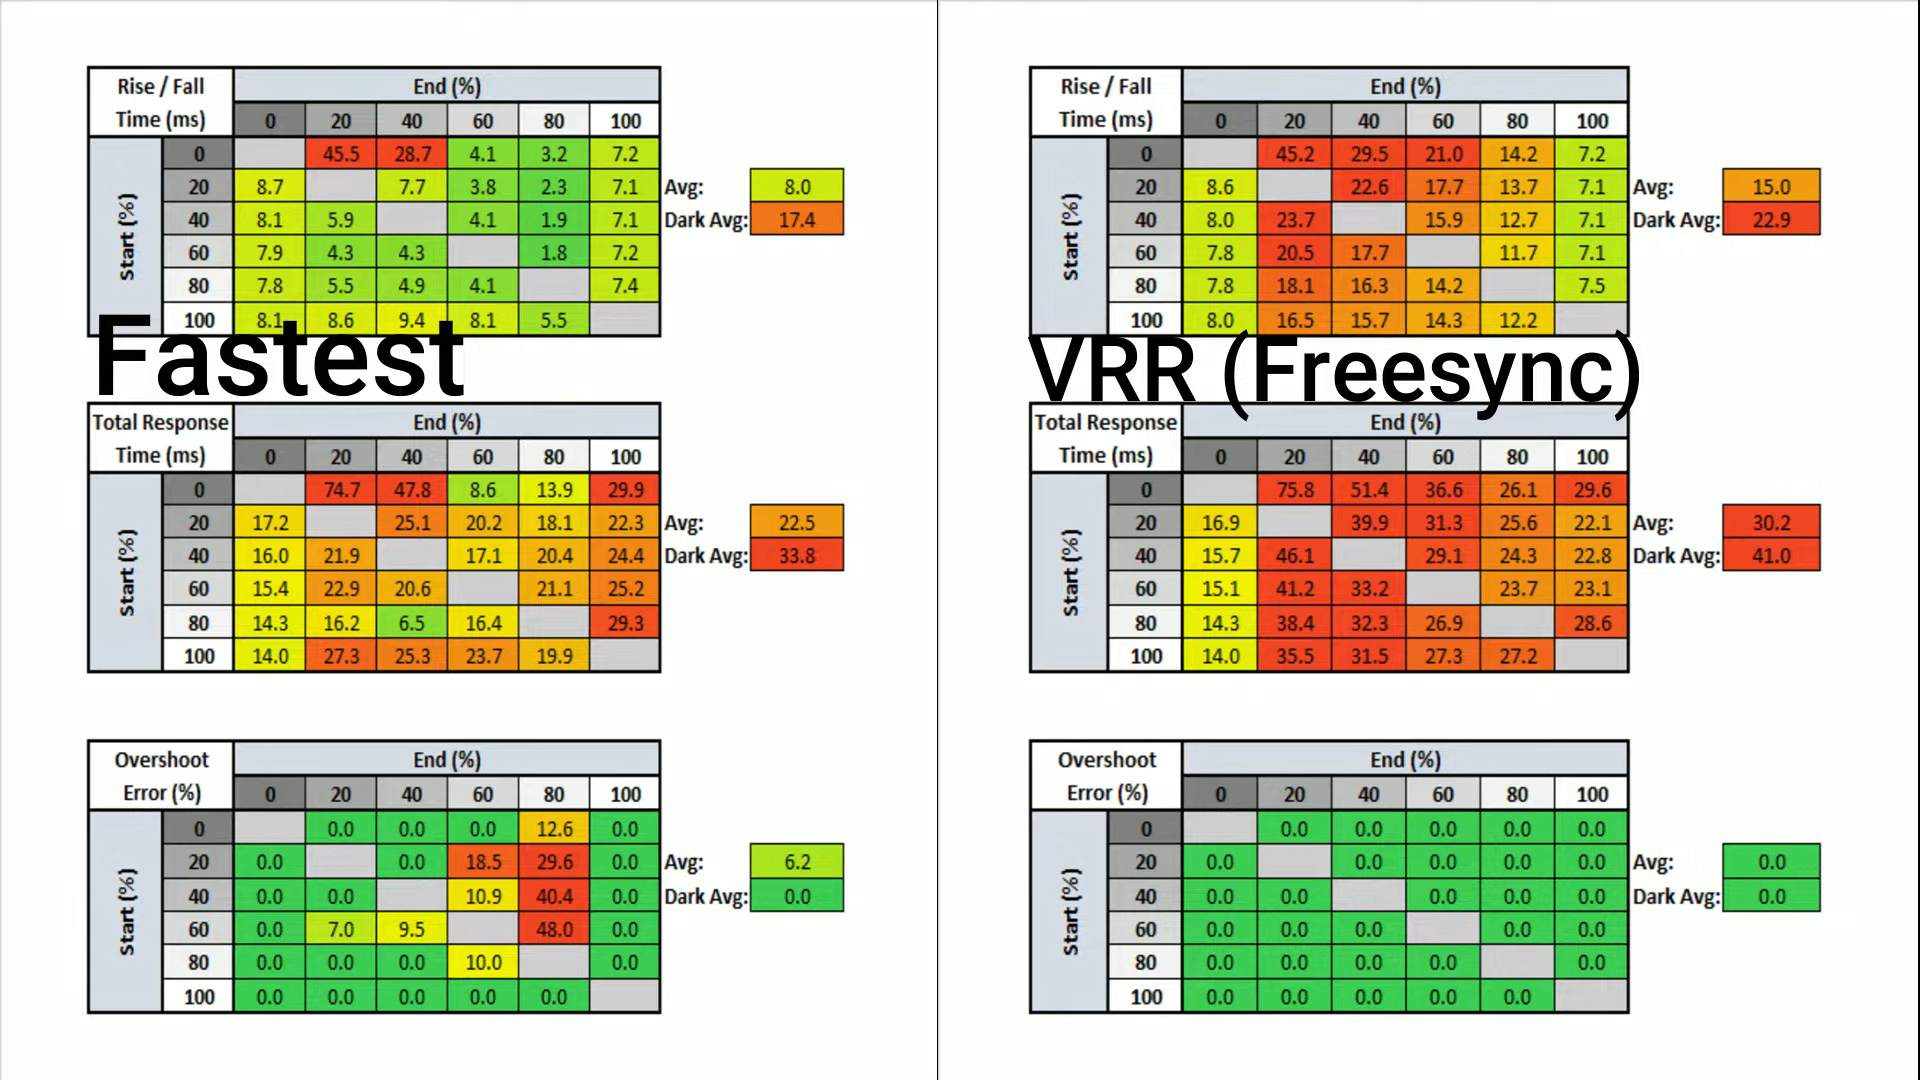 Rise / Fall End (%)
Time (ms) 0 20 40 60 80 100
Start (%)
0 45.5 28.7 4.1 3.2 7.2
20 8.7 7.7 3.8 2.3 7.1 Avg: 8.0
40 8.1 5.9 4.1 1.9 7.1 Dark Avg: 17.4
60 7.9 4.3 4.3 1.8 7.2
80 7.8 5.5 4.9 4.1 7.4
100 8.1 8.6 9.4 8.1 5.5
Fastest
Total Response End (%)
Time (ms) 0 20 40 60 80 100
Start (%)
0 74.7 47.8 8.6 13.9 29.9
20 17.2 25.1 20.2 18.1 22.3 Avg: 22.5
40 16.0 21.9 17.1 20.4 24.4 Dark Avg: 33.8
60 15.4 22.9 20.6 21.1 25.2
80 14.3 16.2 6.5 16.4 29.3
100 14.0 27.3 25.3 23.7 19.9
Overshoot End (%)
Error (%) 0 20 40 60 80 100
Start (%)
0 0.0 0.0 0.0 12.6 0.0
20 0.0 0.0 18.5 29.6 0.0 Avg: 6.2
40 0.0 0.0 10.9 40.4 0.0 Dark Avg: 0.0
60 0.0 7.0 9.5 48.0 0.0
80 0.0 0.0 0.0 10.0 0.0
100 0.0 0.0 0.0 0.0 0.0
Rise / Fall End (%)
Time (ms) 0 20 40 60 80 100
Start (%)
0 45.2 29.5 21.0 14.2 7.2
20 8.6 22.6 17.7 13.7 7.1 Avg: 15.0
40 8.0 23.7 15.9 12.7 7.1 Dark Avg: 22.9
60 7.8 20.5 17.7 11.7 7.1
80 7.8 18.1 16.3 14.2 7.5
100 8.0 16.5 15.7 14.3 12.2
VRR (Freesync)
Total Response End (%)
Time (ms) 0 20 40 60 80 100
Start (%)
0 75.8 51.4 36.6 26.1 29.6
20 16.9 39.9 31.3 25.6 22.1 Avg: 30.2
40 15.7 46.1 29.1 24.3 22.8 Dark Avg: 41.0
60 15.1 41.2 33.2 23.7 23.1
80 14.3 38.4 32.3 26.9 28.6
100 14.0 35.5 31.5 27.3 27.2
Overshoot End (%)
Error (%) 0 20 40 60 80 100
Start (%)
0 0.0 0.0 0.0 0.0 0.0
20 0.0 0.0 0.0 0.0 0.0 Avg: 0.0
40 0.0 0.0 0.0 0.0 0.0 Dark Avg: 0.0
60 0.0 0.0 0.0 0.0 0.0
80 0.0 0.0 0.0 0.0 0.0
100 0.0 0.0 0.0 0.0 0.0